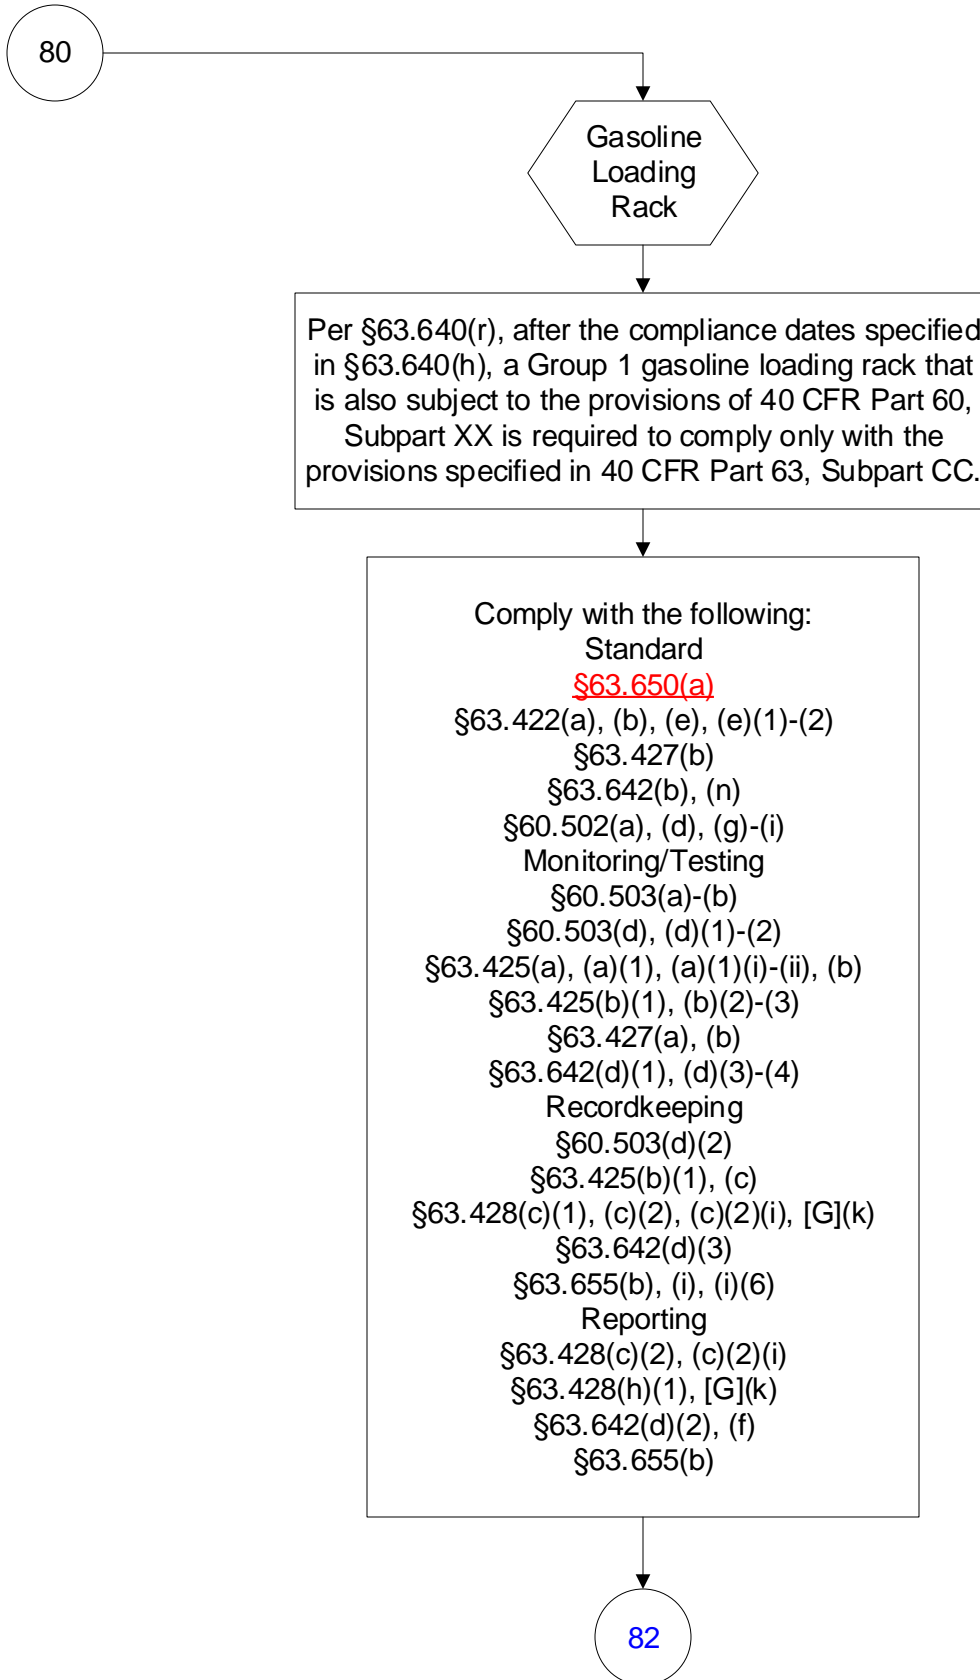 80
Gasoline
Loading
Rack
Per §63.640(r), after the compliance dates specified
in §63.640(h), a Group 1 gasoline loading rack that
is also subject to the provisions of 40 CFR Part 60,
Subpart XX is required to comply only with the
provisions specified in 40 CFR Part 63, Subpart CC.
Comply with the following:
Standard
§63.650(a)
§63.422(a), (b), (e), (e)(1)-(2)
§63.427(b)
§63.642(b), (n)
§60.502(a), (d), (g)-(i)
Monitoring/Testing
§60.503(a)-(b)
§60.503(d), (d)(1)-(2)
§63.425(a), (a)(1), (a)(1)(i)-(ii), (b)
§63.425(b)(1), (b)(2)-(3)
§63.427(a), (b)
§63.642(d)(1), (d)(3)-(4)
Recordkeeping
§60.503(d)(2)
§63.425(b)(1), (c)
§63.428(c)(1), (c)(2), (c)(2)(i), [G](k)
§63.642(d)(3)
§63.655(b), (i), (i)(6)
Reporting
§63.428(c)(2), (c)(2)(i)
§63.428(h)(1), [G](k)
§63.642(d)(2), (f)
§63.655(b)
82